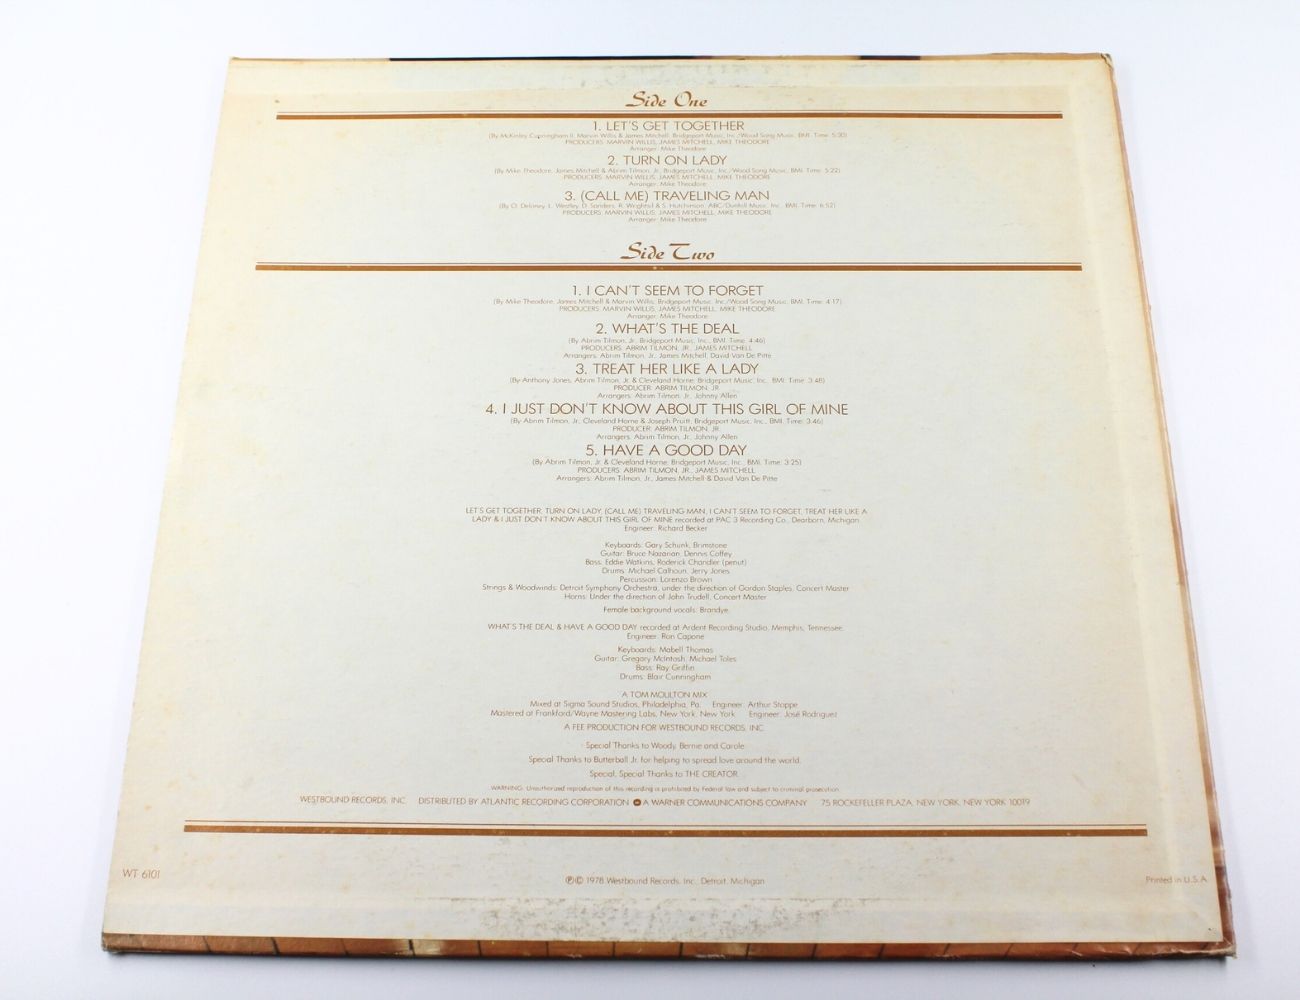 Side One
1. LET'S GET TOGETHER
(By McKinley Cunningham II, Marvin Willis & James Mitchell. Bridgeport Music, Inc./Wood Song Music, BMI. Time: 5:30)
PRODUCERS: MARVIN WILLIS, JAMES MITCHELL, MIKE THEODORE
Arranger: Mike Theodore
2. TURN ON LADY
(By Mike Theodore, James Mitchell & Abrim Tilmon, Jr., Bridgeport Music, Inc./Wood Song Music, BMI. Time: 5:22)
PRODUCERS: MARVIN WILLIS, JAMES MITCHELL, MIKE THEODORE
Arranger: Mike Theodore
3. (CALL ME) TRAVELING MAN
(By O. Delaney, L. Westley, D. Sanders, R. Wrightsil & S. Hutchinson. ABC/Dunhill Music, Inc., BMI. Time: 6:52)
PRODUCERS: MARVIN WILLIS, JAMES MITCHELL, MIKE THEODORE
Arranger: Mike Theodore
Side Two
1. I CAN'T SEEM TO FORGET
(By Mike Theodore, James Mitchell & Marvin Willis, Bridgeport Music, Inc./Wood Song Music, BMI. Time: 4:17)
PRODUCERS: MARVIN WILLIS, JAMES MITCHELL, MIKE THEODORE
Arranger: Mike Theodore
2. WHAT'S THE DEAL
(By Abrim Tilmon, Jr., Bridgeport Music, Inc., BMI. Time: 4:46)
PRODUCERS: ABRIM TILMON, JR., JAMES MITCHELL
Arrangers: Abrim Tilmon, Jr., James Mitchell, David Van De Pitte
3. TREAT HER LIKE A LADY
(By Anthony Jones, Abrim Tilmon, Jr. & Cleveland Horne, Bridgeport Music, Inc., BMI. Time: 3:48)
PRODUCER: ABRIM TILMON, JR.
Arrangers: Abrim Tilmon, Jr., Johnny Allen
4. I JUST DON'T KNOW ABOUT THIS GIRL OF MINE
(By Abrim Tilmon, Jr., Cleveland Horne & Joseph Pruitt, Bridgeport Music, Inc., BMI. Time: 3:46)
PRODUCER: ABRIM TILMON, JR.
Arrangers: Abrim Tilmon, Jr., Johnny Allen
5. HAVE A GOOD DAY
(By Abrim Tilmon, Jr. & Cleveland Horne, Bridgeport Music, Inc., BMI. Time: 3:25)
PRODUCERS: ABRIM TILMON, JR., JAMES MITCHELL
Arrangers: Abrim Tilmon, Jr., James Mitchell & David Van De Pitte
LET'S GET TOGETHER, TURN ON LADY, (CALL ME) TRAVELING MAN, I CAN'T SEEM TO FORGET, TREAT HER LIKE A
LADY & I JUST DON'T KNOW ABOUT THIS GIRL OF MINE recorded at PAC 3 Recording Co., Dearborn, Michigan.
Engineer: Richard Becker
Keyboards: Gary Schunk, Brimstone
Guitar: Bruce Nazarian, Dennis Coffey
Bass: Eddie Watkins, Roderick Chandler (penut)
Drums: Michael Calhoun, Jerry Jones
Percussion: Lorenzo Brown
Strings & Woodwinds: Detroit Symphony Orchestra, under the direction of Gordon Staples, Concert Master
Horns: Under the direction of John Trudell, Concert Master
Female background vocals: Brandye
WHAT'S THE DEAL & HAVE A GOOD DAY recorded at Ardent Recording Studio, Memphis, Tennessee.
Engineer: Ron Capone
Keyboards: Mabell Thomas
Guitar: Gregory McIntosh, Michael Toles
Bass: Ray Griffin
Drums: Blair Cunningham
A TOM MOULTON MIX
Mixed at Sigma Sound Studios, Philadelphia, Pa. Engineer: Arthur Stoppe
Mastered at Frankford/Wayne Mastering Labs, New York, New York Engineer: José Rodriguez
A FEE PRODUCTION FOR WESTBOUND RECORDS, INC.
Special Thanks to Woody, Bernie and Carole.
Special Thanks to Butterball Jr. for helping to spread love around the world.
Special, Special Thanks to THE CREATOR.
WARNING: Unauthorized reproduction of this recording is prohibited by Federal law and subject to criminal prosecution.
WESTBOUND RECORDS, INC. DISTRIBUTED BY ATLANTIC RECORDING CORPORATION A WARNER COMMUNICATIONS COMPANY 75 ROCKEFELLER PLAZA, NEW YORK, NEW YORK 10019
WT 6101
℗© 1978 Westbound Records, Inc., Detroit, Michigan
Printed in U.S.A.